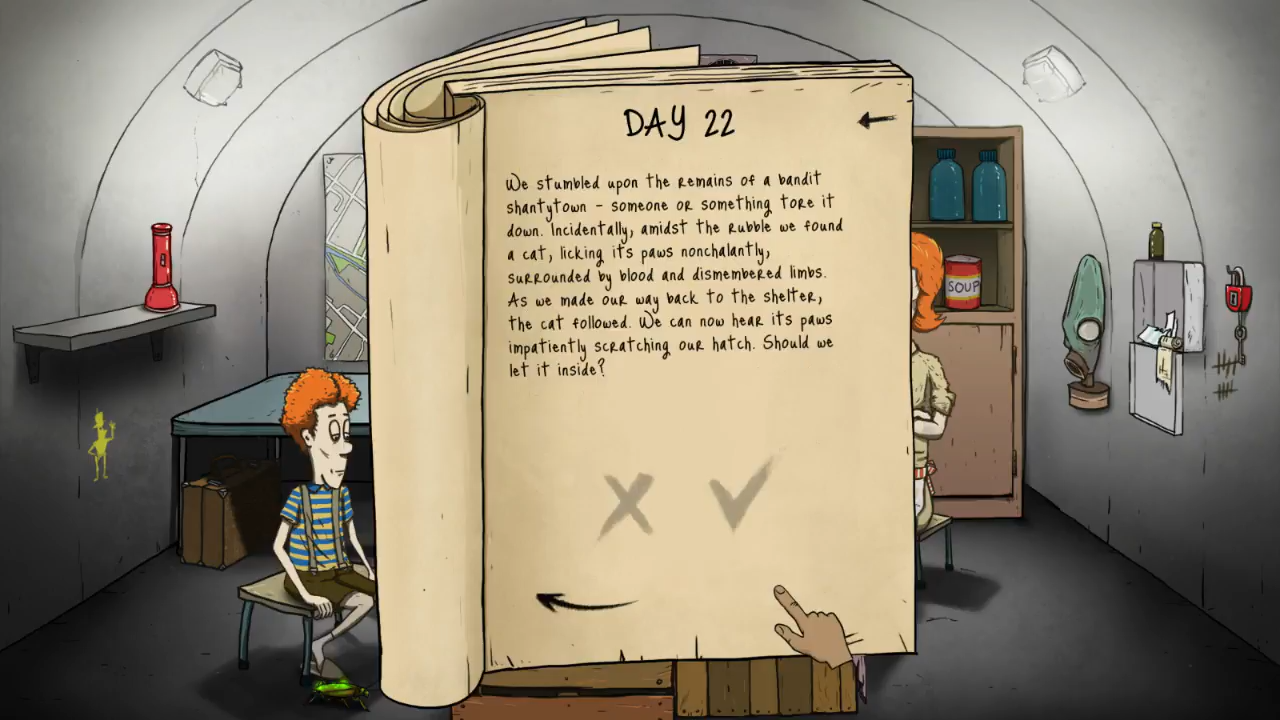 DAY 22
We stumbled upon the remains of a bandit
shantytown - someone or something tore it
down. Incidentally, amidst the rubble we found
a cat, licking it's paws nonchalantly,
surrounded by blood and dismembered limbs.
As we made our way back to the shelter,
the cat followed. We can now hear its paws
impatiently scratching our hatch. Should we
let it inside?
SOUP